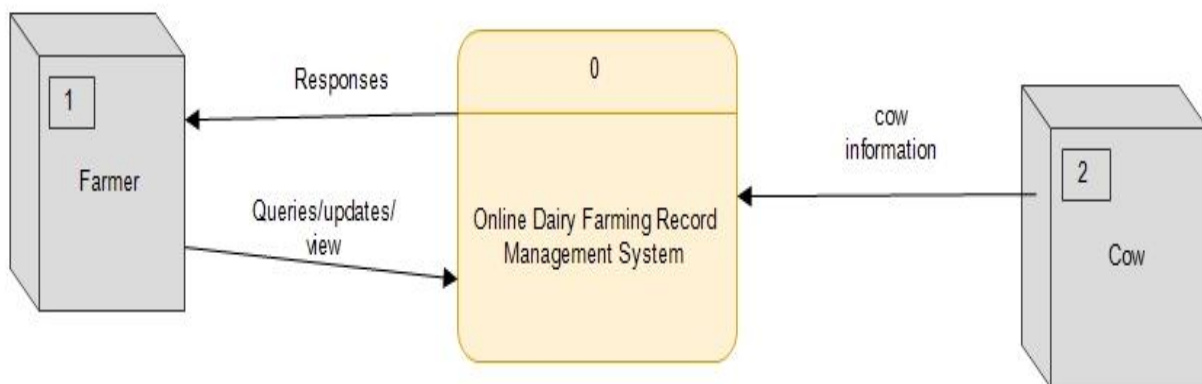 1
Farmer
Responses
Queries/updates/
view
0
Online Dairy Farming Record
Management System
cow
information
2
Cow